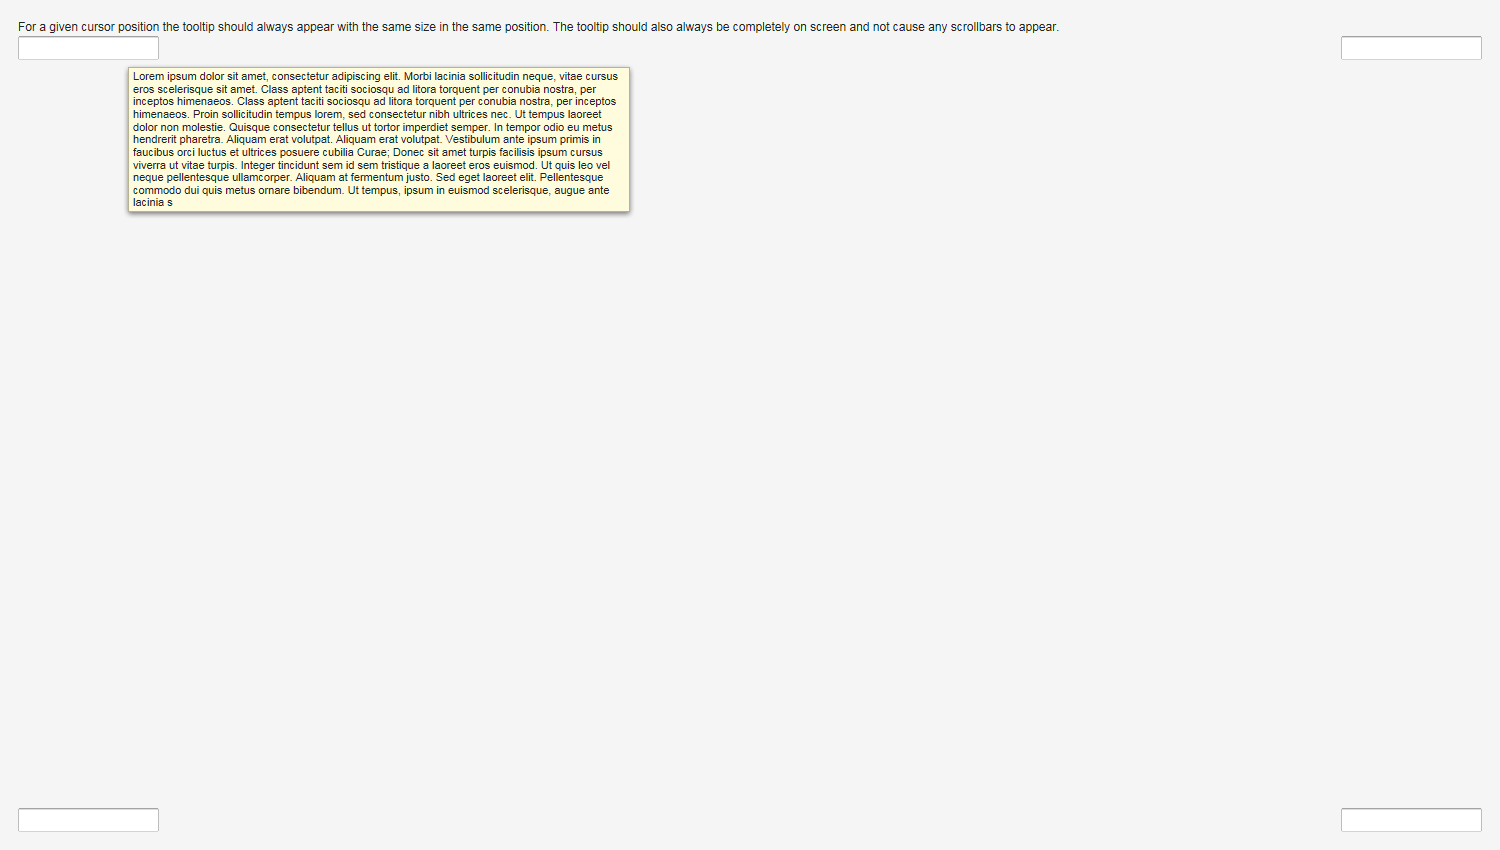 For a given cursor position the tooltip should always appear with the same size in the same position. The tooltip should also always be completely on screen and not cause any scrollbars to appear.
Lorem ipsum dolor sit amet, consectetur adipiscing elit. Morbi lacinia sollicitudin neque, vitae cursus
eros scelerisque sit amet. Class aptent taciti sociosqu ad litora torquent per conubia nostra, per
inceptos himenaeos. Class aptent taciti sociosqu ad litora torquent per conubia nostra, per inceptos
himenaeos. Proin sollicitudin tempus lorem, sed consectetur nibh ultrices nec. Ut tempus laoreet
dolor non molestie. Quisque consectetur tellus ut tortor imperdiet semper. In tempor odio eu metus
hendrerit pharetra. Aliquam erat volutpat. Aliquam erat volutpat. Vestibulum ante ipsum primis in
faucibus orci luctus et ultrices posuere cubilia Curae; Donec sit amet turpis facilisis ipsum cursus
viverra ut vitae turpis. Integer tincidunt sem id sem tristique a laoreet eros euismod. Ut quis leo vel
neque pellentesque ullamcorper. Aliquam at fermentum justo. Sed eget laoreet elit. Pellentesque
commodo dui quis metus ornare bibendum. Ut tempus, ipsum in euismod scelerisque, augue ante
lacinia s